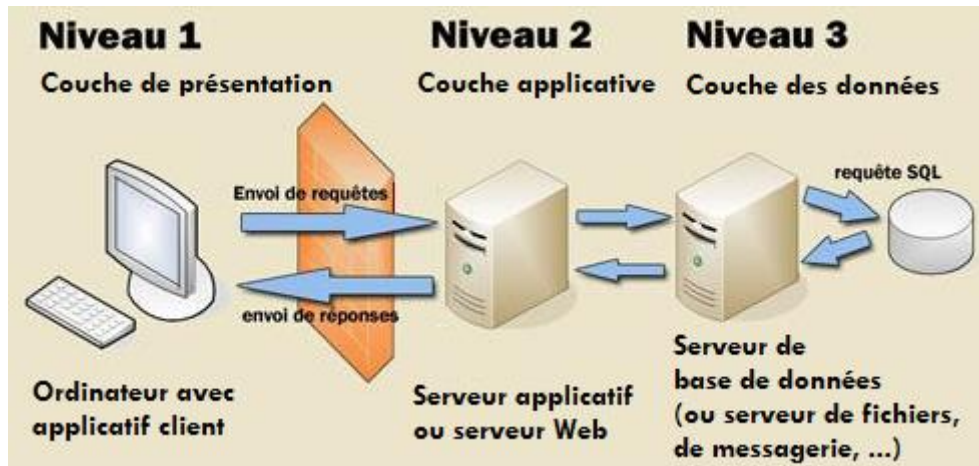 Niveau 1
Niveau 2
Niveau 3
Couche de présentation
Couche applicative
Couche des données
requête SQL
Envoi de requêtes
envoi de réponses
Ordinateur avec
applicatif client
Serveur applicatif
ou serveur Web
Serveur de
base de données
(ou serveur de fichiers,
de messagerie, ...)